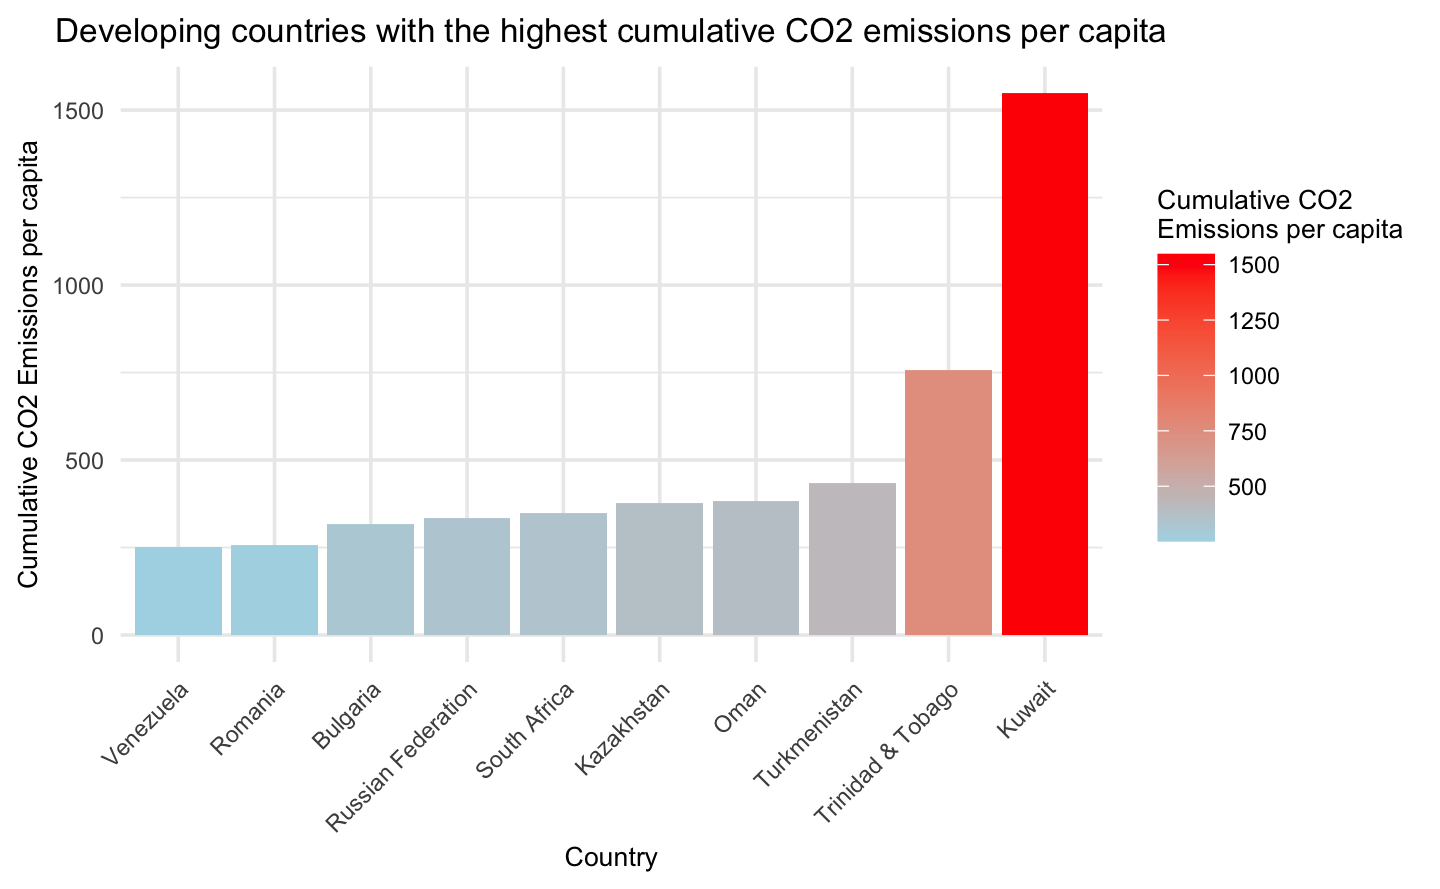 Developing countries with the highest cumulative CO2 emissions per capita
Cumulative CO2 Emissions per capita
1500
1000
500
0
Venezuela
Romania
Bulgaria
Russian Federation
South Africa
Kazakhstan
Oman
Turkmenistan
Trinidad & Tobago
Kuwait
Country
Cumulative CO2
Emissions per capita
1500
1250
1000
750
500